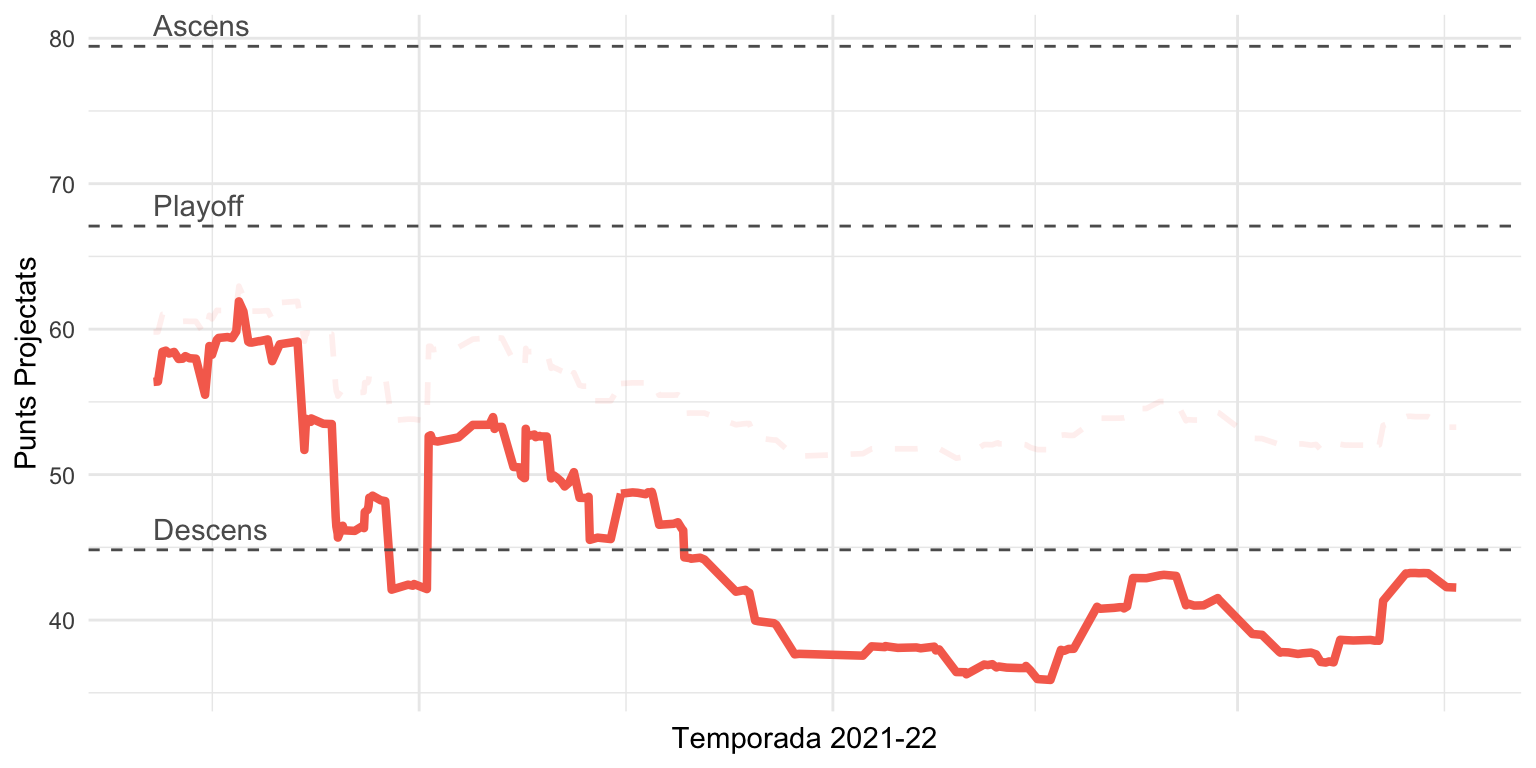 Ascens
80
70
Playoff
60
Punts Projectats
50
Descens
40
Temporada 2021-22